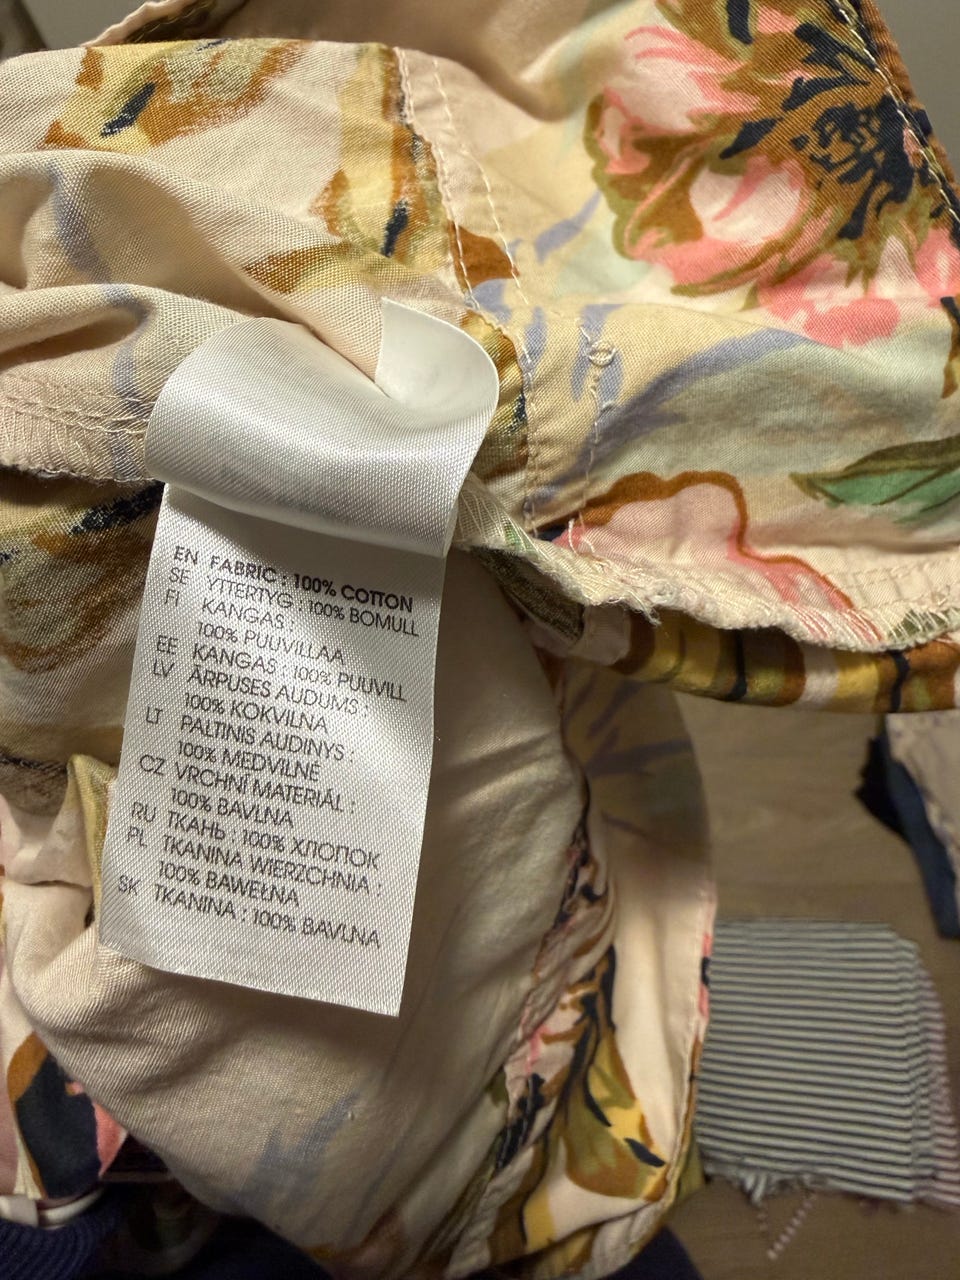 EN FABRIC : 100% COTTON
SE YTTERTYG : 100% BOMULL
FI KANGAS :
100% PUUVILLAA
EE KANGAS : 100% PUUVILL
LV ARPUSES AUDUMS :
100% KOKVILNA
LT PALTINIS AUDINYS :
100% MEDVILNĖ
CZ VRCHNÍ MATERIÁL :
100% BAVLNA
RU ТКАНЬ : 100% ХЛОПОК
PL TKANINA WIERZCHNIA :
100% BAWEŁNA
SK TKANINA : 100% BAVLNA